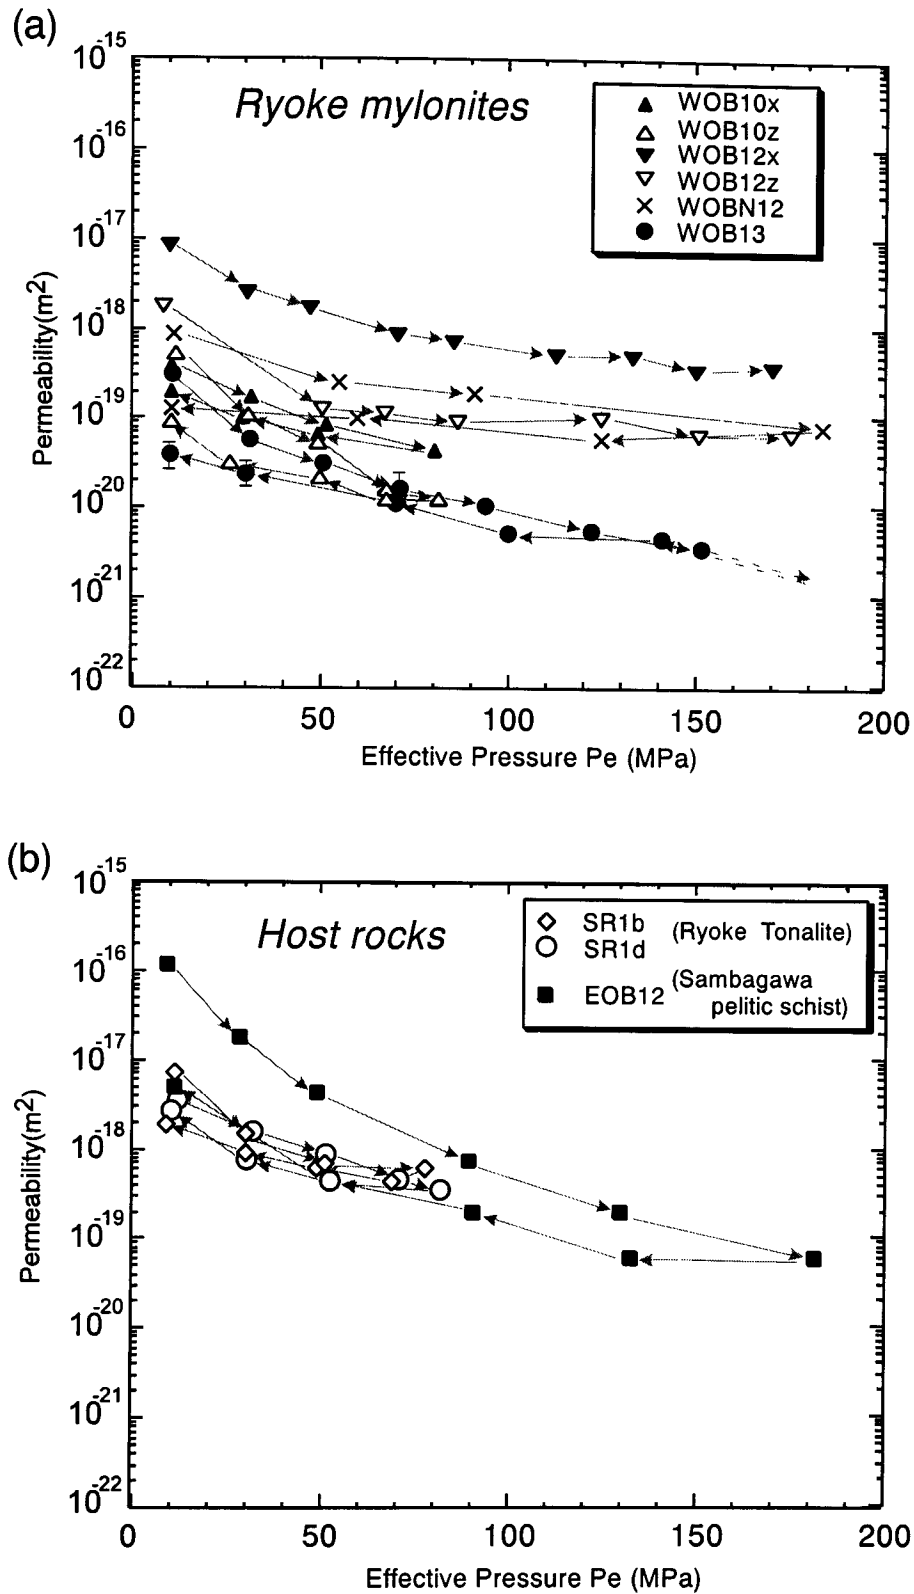 (a)
10-15
10-16
10-17
10-18
10-19
10-20
10-21
10-22
Permeability(m2)
Ryoke mylonites
WOB10x
WOB10z
WOB12x
WOB12z
WOBN12
WOB13
0 50 100 150 200
Effective Pressure Pe (MPa)
(b)
10-15
10-16
10-17
10-18
10-19
10-20
10-21
10-22
Permeability(m2)
Host rocks
SR1b (Ryoke Tonalite)
SR1d
EOB12 (Sambagawa
pelitic schist)
0 50 100 150 200
Effective Pressure Pe (MPa)